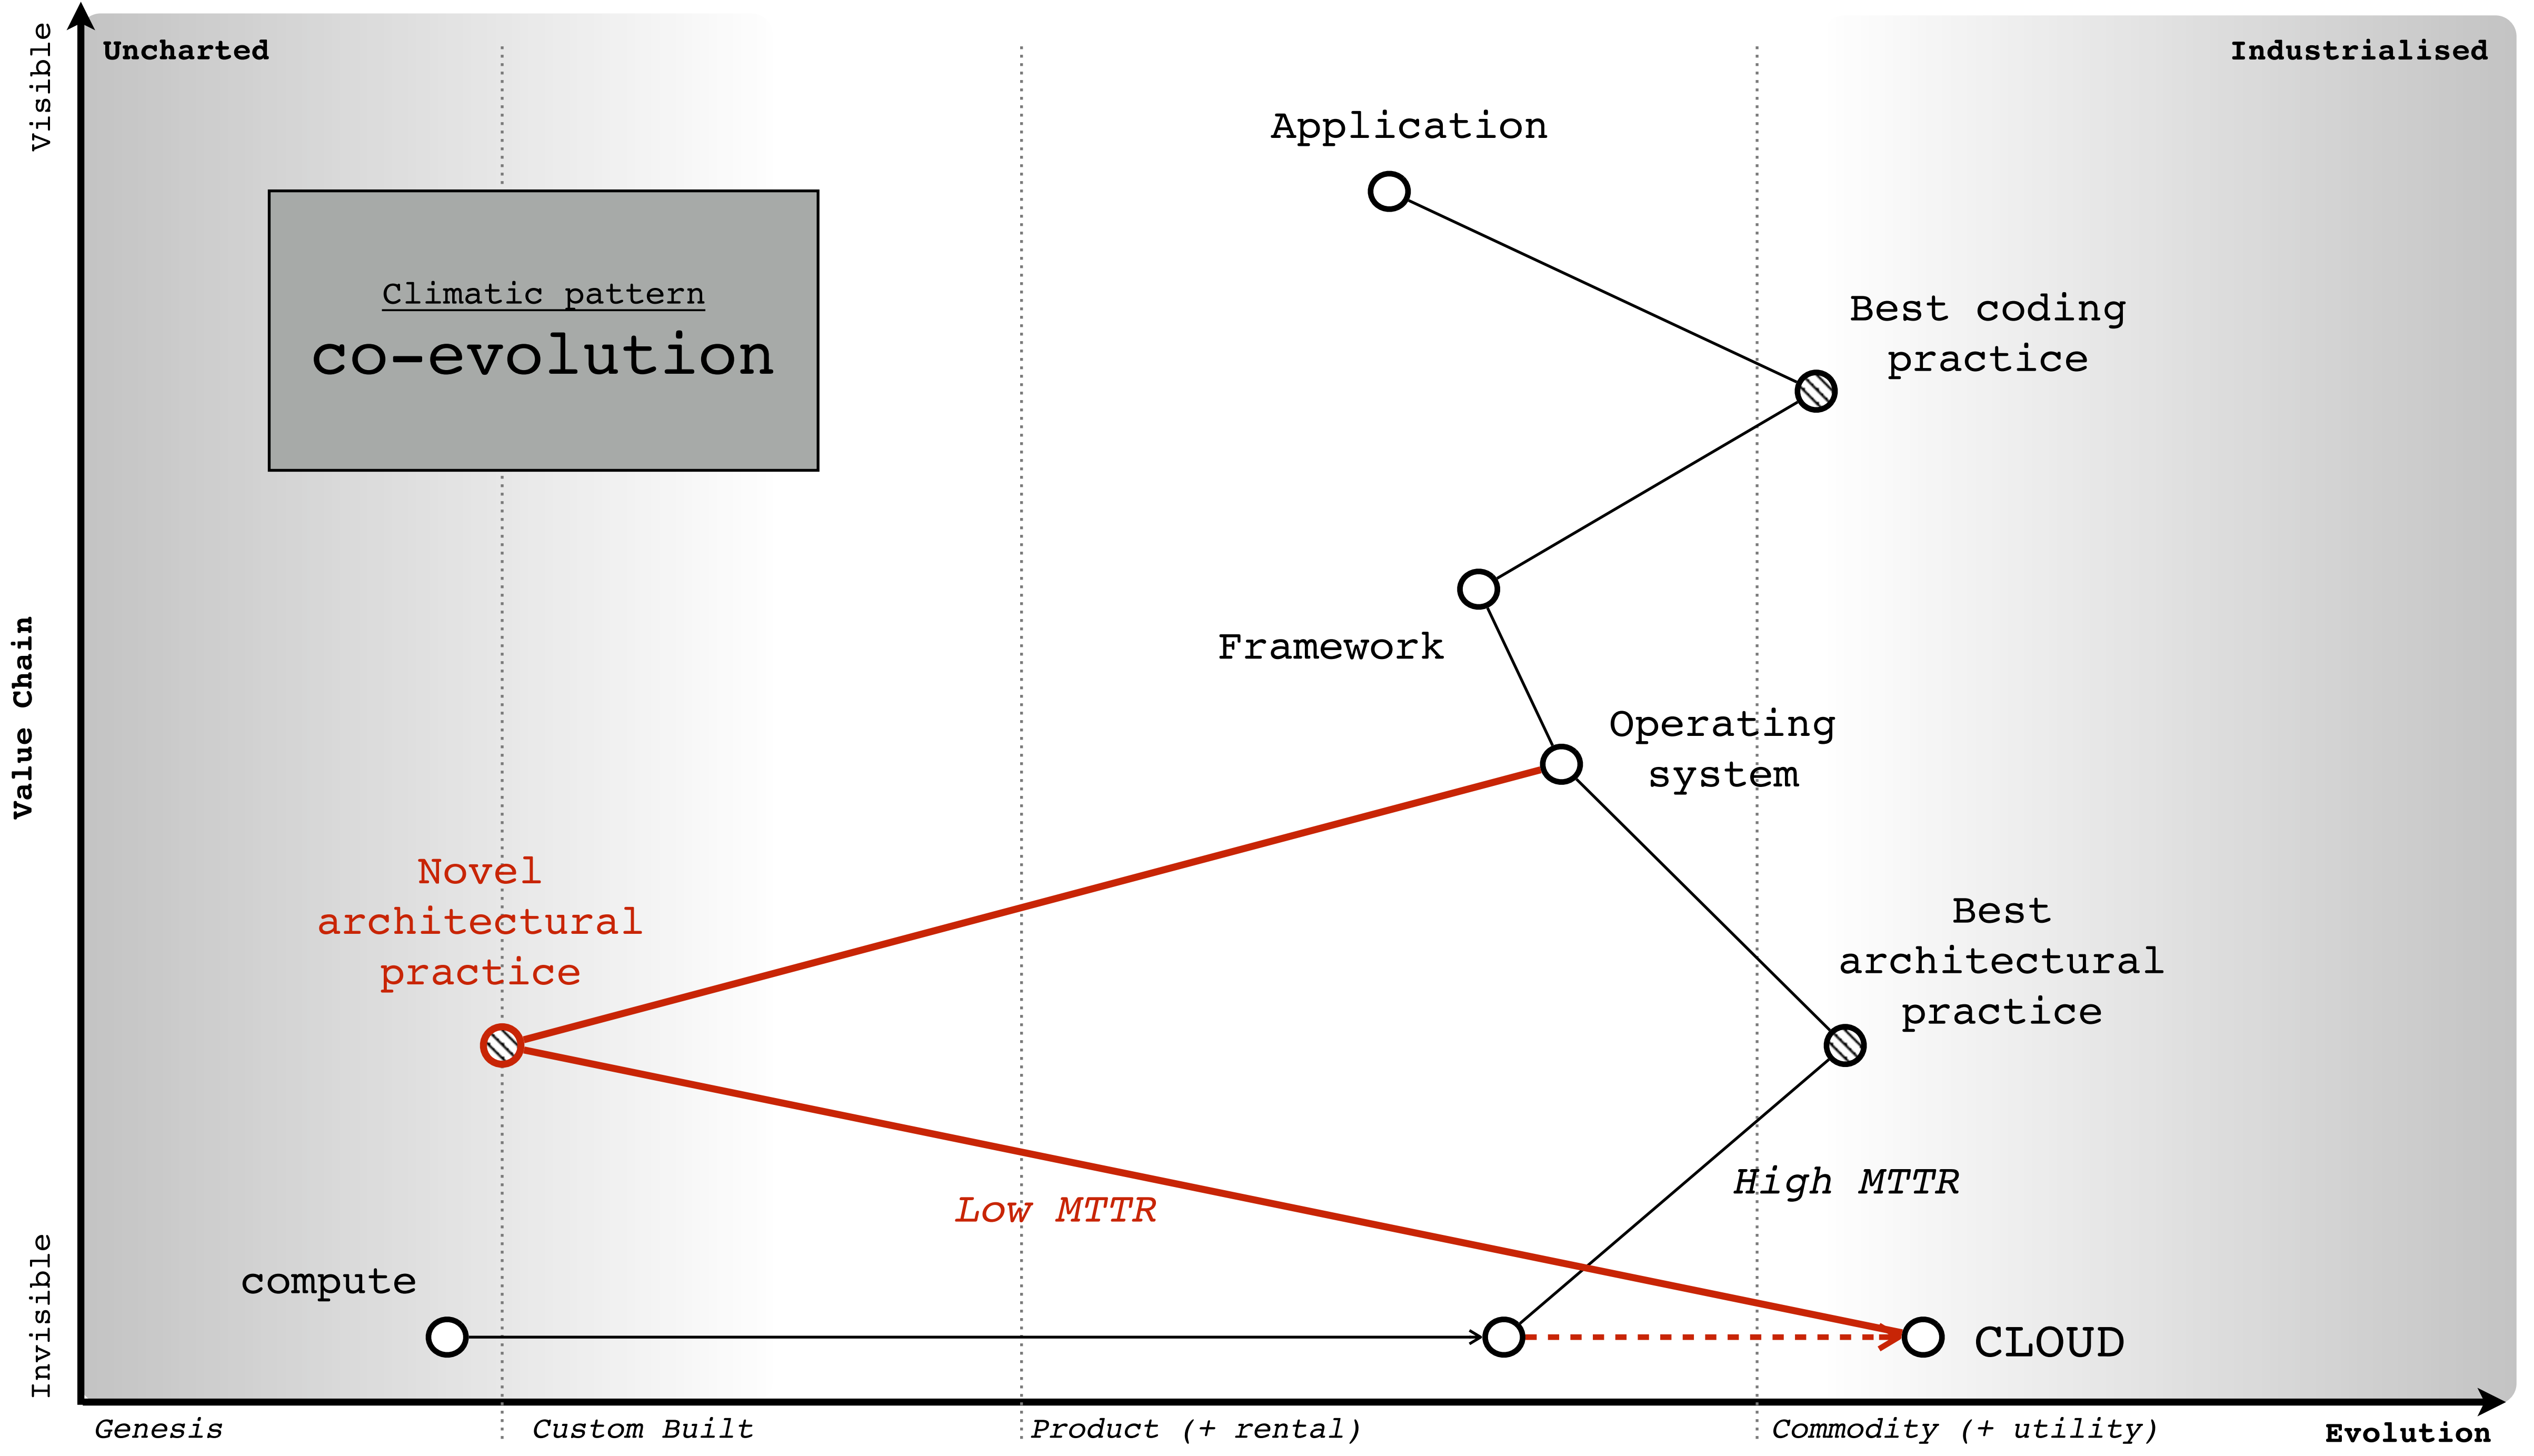 Visible
Uncharted
Industrialised
Application
Climatic pattern
co-evolution
Best coding
practice
Framework
Value Chain
Operating
system
Novel
architectural
practice
Best
architectural
practice
High MTTR
Low MTTR
compute
CLOUD
Invisible
Genesis
Custom Built
Product (+ rental)
Commodity (+ utility)
Evolution